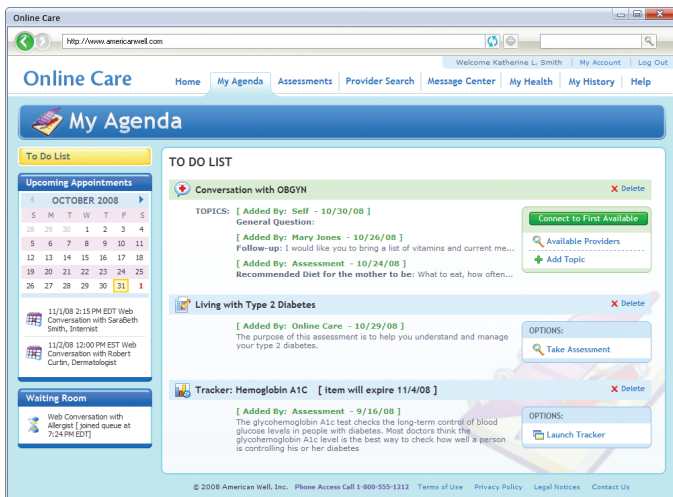 Online Care
http://www.americanwell.com
Welcome Katherine L. Smith | My Account | Log Out
Online Care
Home My Agenda Assessments Provider Search Message Center My Health My History Help
My Agenda
To Do List
Upcoming Appointments
OCTOBER 2008
S M T W T F S
28 29 30 1 2 3 4
5 6 7 8 9 10 11
12 13 14 15 16 17 18
19 20 21 22 23 24 25
26 27 28 29 30 31 1
11/1/08 2:15 PM EDT Web
Conversation with SaraBeth
Smith, Internist
11/2/08 12:00 PM EST Web
Conversation with Robert
Curtin, Dermatologist
Waiting Room
Web Conversation with
Allergist [ joined queue at
7:24 PM EDT]
TO DO LIST
Conversation with OBGYN
X Delete
TOPICS: [ Added By: Self - 10/30/08 ]
General Question:
[ Added By: Mary Jones - 10/26/08 ]
Follow-up: I would like you to bring a list of vitamins and current me...
[ Added By: Assessment - 10/24/08 ]
Recommended Diet for the mother to be: What to eat, how often...
Connect to First Available
Available Providers
Add Topic
Living with Type 2 Diabetes
X Delete
[ Added By: Online Care - 10/29/08 ]
The purpose of this assessment is to help you understand and manage
your type 2 diabetes.
OPTIONS:
Take Assessment
Tracker: Hemoglobin A1C [ item will expire 11/4/08 ]
X Delete
[ Added By: Assessment - 9/16/08 ]
The glycohemoglobin A1c test checks the long-term control of blood
glucose levels in people with diabetes. Most doctors think the
glycohemoglobin A1c level is the best way to check how well a person
is controlling his or her diabetes
OPTIONS:
Launch Tracker
© 2008 American Well. Inc. Phone Access Call 1-800-555-1212 Terms of Use Privacy Policy Legal Notices Contact Us